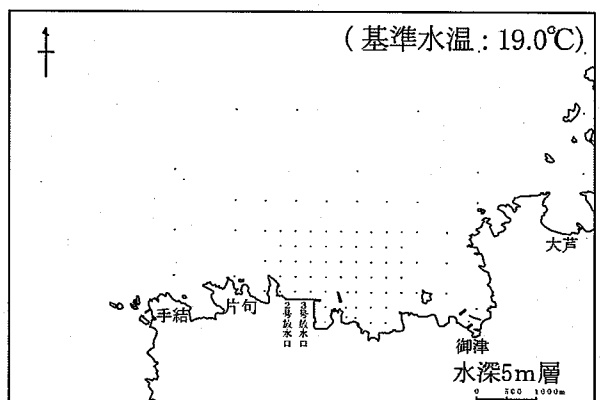 (基準水温：19.0℃)
大芦
手結
片句
2号放水口
3号放水口
御津
水深5m層
0 500 1000m